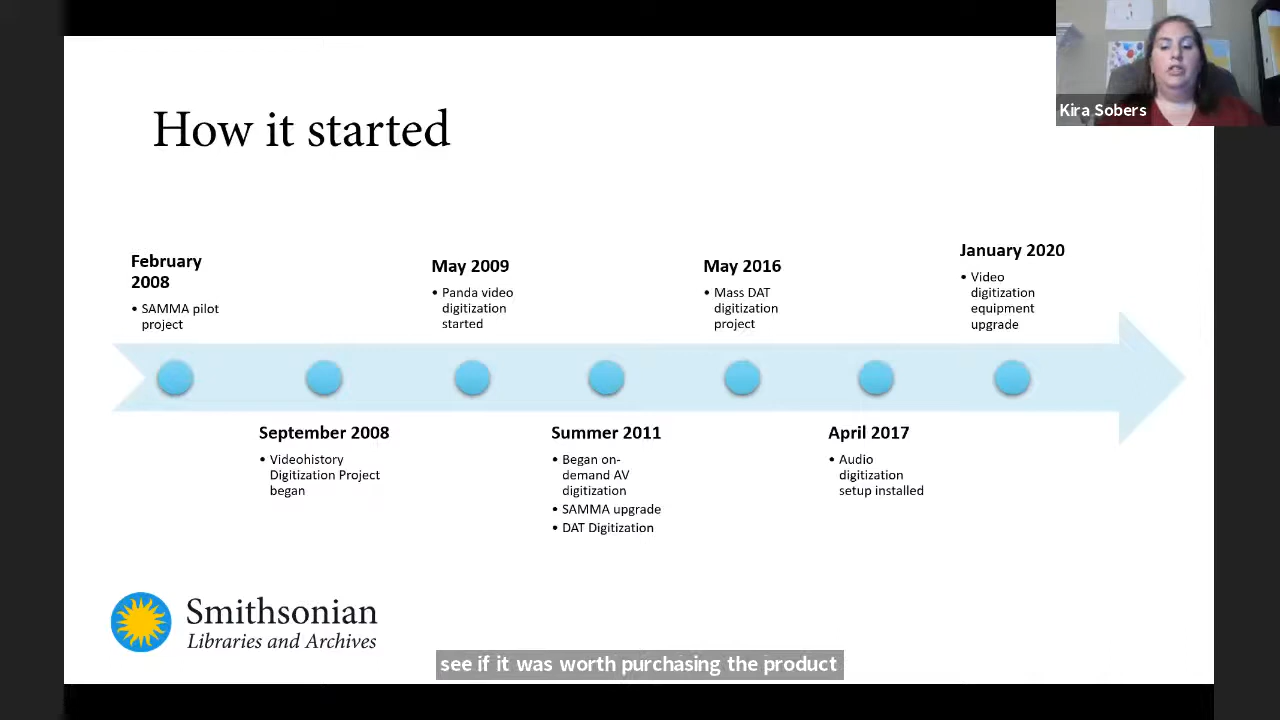 Kira Sobers
How it started
February
2008
• SAMMA pilot
project
September 2008
• Videohistory
Digitization Project
began
May 2009
• Panda video
digitization
started
Summer 2011
• Began on-
demand AV
digitization
• SAMMA upgrade
• DAT Digitization
May 2016
• Mass DAT
digitization
project
April 2017
• Audio
digitization
setup installed
January 2020
• Video
digitization
equipment
upgrade
Smithsonian
Libraries and Archives
see if it was worth purchasing the product